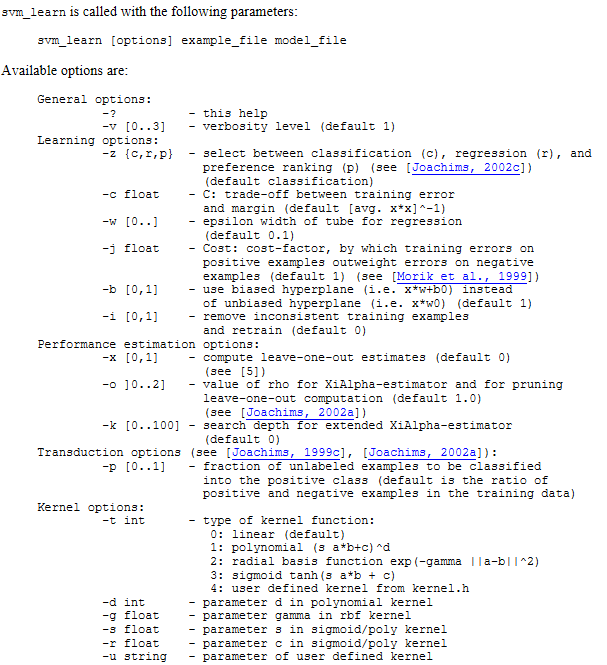 svm_learn is called with the following parameters:
svm_learn [options] example_file model_file
Available options are:
General options:
-? - this help
-v [0..3] - verbosity level (default 1)
Learning options:
-z {c,r,p} - select between classification (c), regression (r), and
preference ranking (p) (see [Joachims, 2002c])
(default classification)
-c float - C: trade-off between training error
and margin (default [avg. x*x]^-1)
-w [0..] - epsilon width of tube for regression
(default 0.1)
-j float - Cost: cost-factor, by which training errors on
positive examples outweight errors on negative
examples (default 1) (see [Morik et al., 1999])
-b [0,1] - use biased hyperplane (i.e. x*w+b0) instead
of unbiased hyperplane (i.e. x*w0) (default 1)
-i [0,1] - remove inconsistent training examples
and retrain (default 0)
Performance estimation options:
-x [0,1] - compute leave-one-out estimates (default 0)
(see [5])
-o ]0..2] - value of rho for XiAlpha-estimator and for pruning
leave-one-out computation (default 1.0)
(see [Joachims, 2002a])
-k [0..100] - search depth for extended XiAlpha-estimator
(default 0)
Transduction options (see [Joachims, 1999c], [Joachims, 2002a]):
-p [0..1] - fraction of unlabeled examples to be classified
into the positive class (default is the ratio of
positive and negative examples in the training data)
Kernel options:
-t int - type of kernel function:
0: linear (default)
1: polynomial (s a*b+c)^d
2: radial basis function exp(-gamma ||a-b||^2)
3: sigmoid tanh(s a*b + c)
4: user defined kernel from kernel.h
-d int - parameter d in polynomial kernel
-g float - parameter gamma in rbf kernel
-s float - parameter s in sigmoid/poly kernel
-r float - parameter c in sigmoid/poly kernel
-u string - parameter of user defined kernel